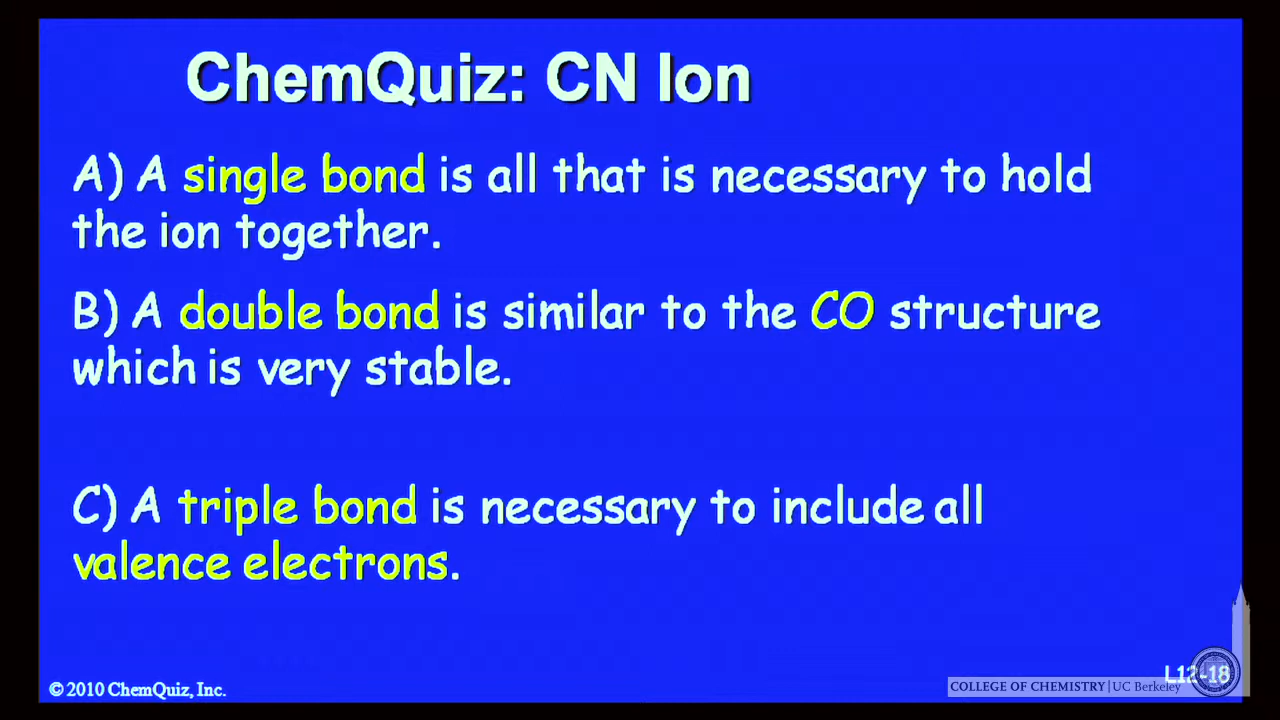 ChemQuiz: CN Ion
A) A single bond is all that is necessary to hold
the ion together.
B) A double bond is similar to the CO structure
which is very stable.
C) A triple bond is necessary to include all
valence electrons.
L12-18
© 2010 ChemQuiz, Inc.
COLLEGE OF CHEMISTRY | UC Berkeley